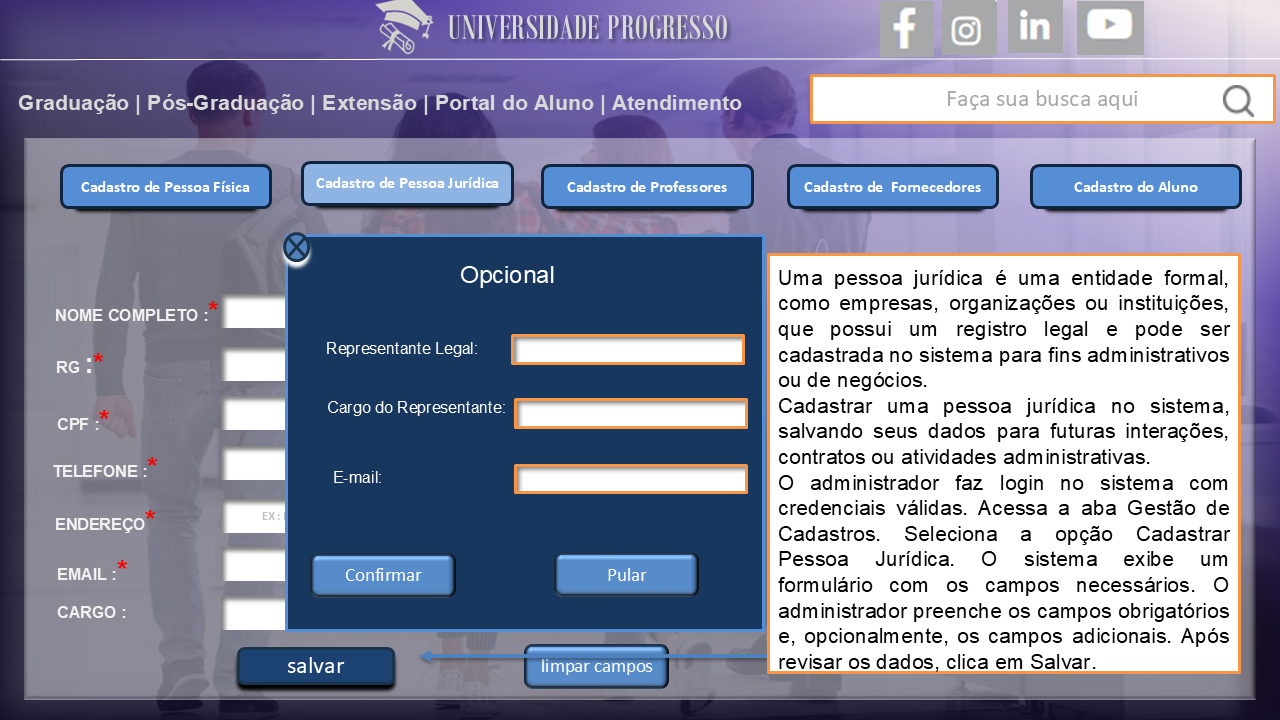 UNIVERSIDADE PROGRESSO
Graduação | Pós-Graduação | Extensão | Portal do Aluno | Atendimento
Faça sua busca aqui
Cadastro de Pessoa Física
Cadastro de Pessoa Jurídica
Cadastro de Professores
Cadastro de Fornecedores
Cadastro do Aluno
NOME COMPLETO :*
RG :*
CPF :*
TELEFONE :*
ENDEREÇO*
EX:
EMAIL :*
CARGO :
Opcional
Representante Legal:
Cargo do Representante:
E-mail:
Confirmar
Pular
Uma pessoa jurídica é uma entidade formal,
como empresas, organizações ou instituições,
que possui um registro legal e pode ser
cadastrada no sistema para fins administrativos
ou de negócios.
Cadastrar uma pessoa jurídica no sistema,
salvando seus dados para futuras interações,
contratos ou atividades administrativas.
O administrador faz login no sistema com
credenciais válidas. Acessa a aba Gestão de
Cadastros. Seleciona a opção Cadastrar
Pessoa Jurídica. O sistema exibe um
formulário com os campos necessários. O
administrador preenche os campos obrigatórios
e, opcionalmente, os campos adicionais. Após
revisar os dados, clica em Salvar.
salvar
limpar campos